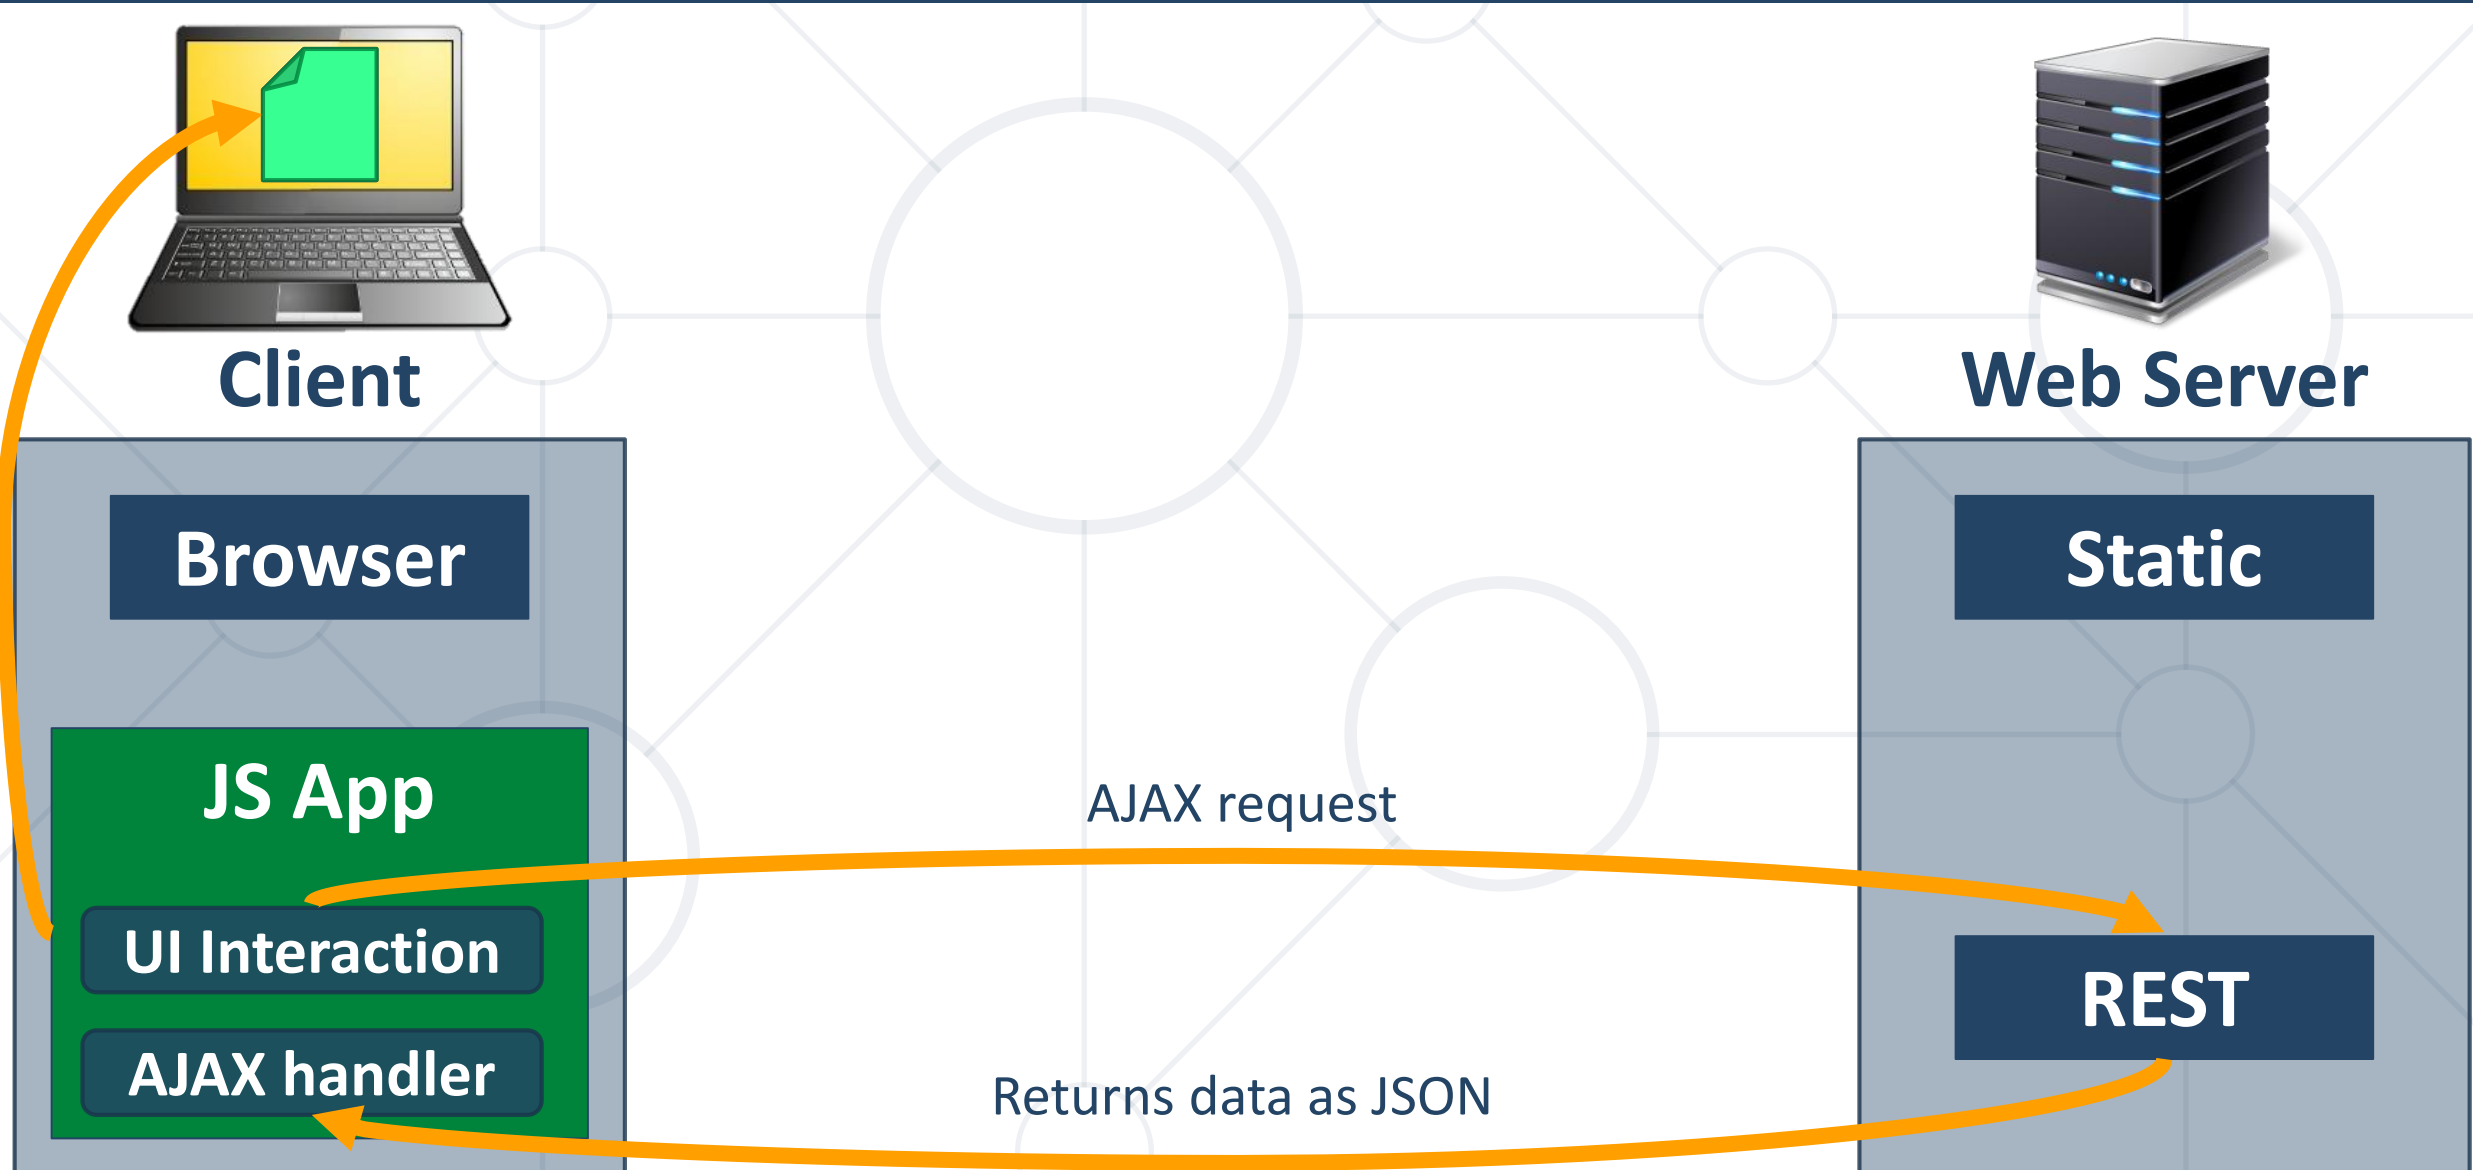 Client
Web Server
Browser
Static
JS App
AJAX request
UI Interaction
REST
AJAX handler
Returns data as JSON